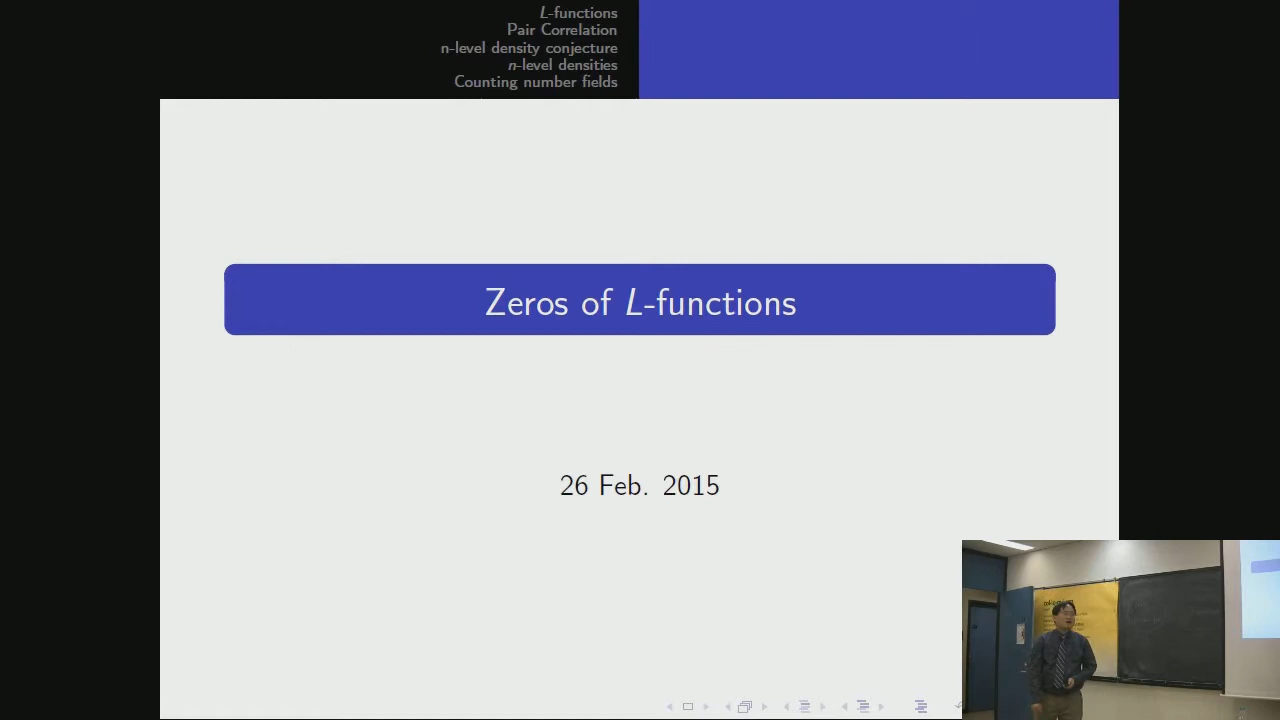 L-functions
Pair Correlation
n-level density conjecture
n-level densities
Counting number fields
Zeros of L-functions
26 Feb. 2015